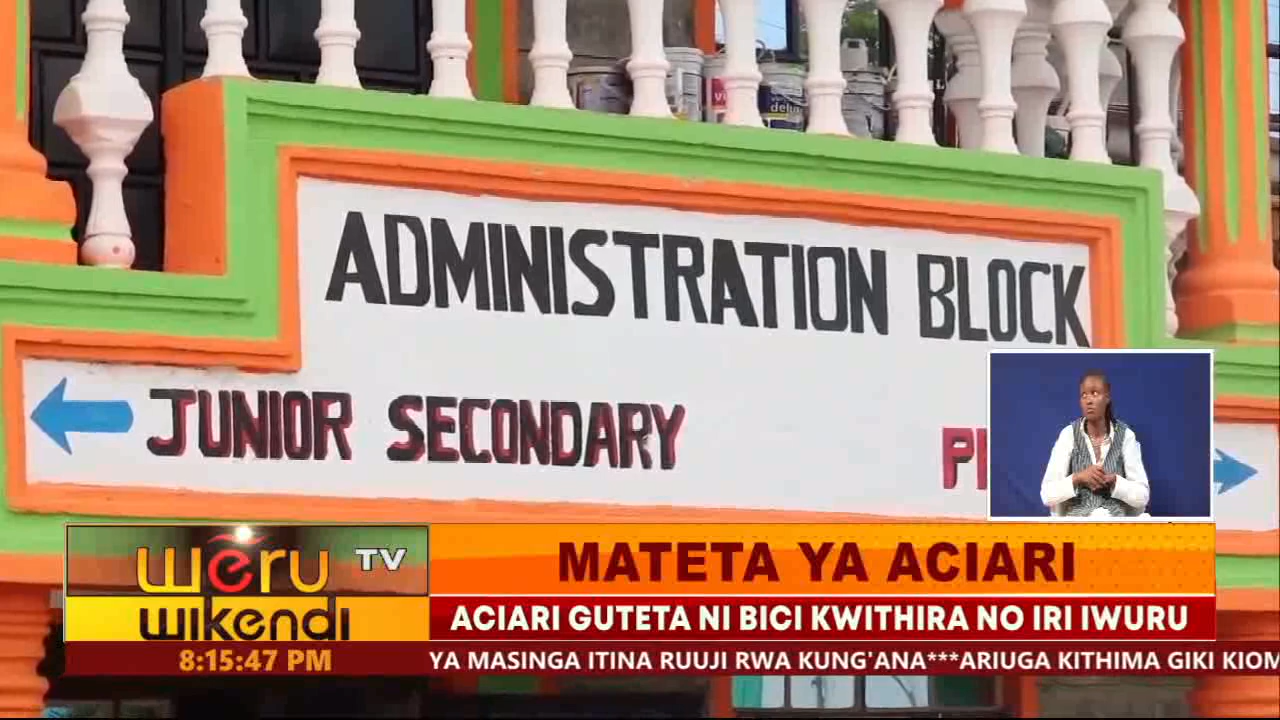 ADMINISTRATION BLOCK
JUNIOR SECONDARY
weru TV
wikendi
MATETA YA ACIARI
ACIARI GUTETA NI BICI KWITHIRA NO IRI IWURU
8:15:47 PM
YA MASINGA ITINA RUUJI RWA KUNG'ANA***ARIUGA KITHIMA GIKI